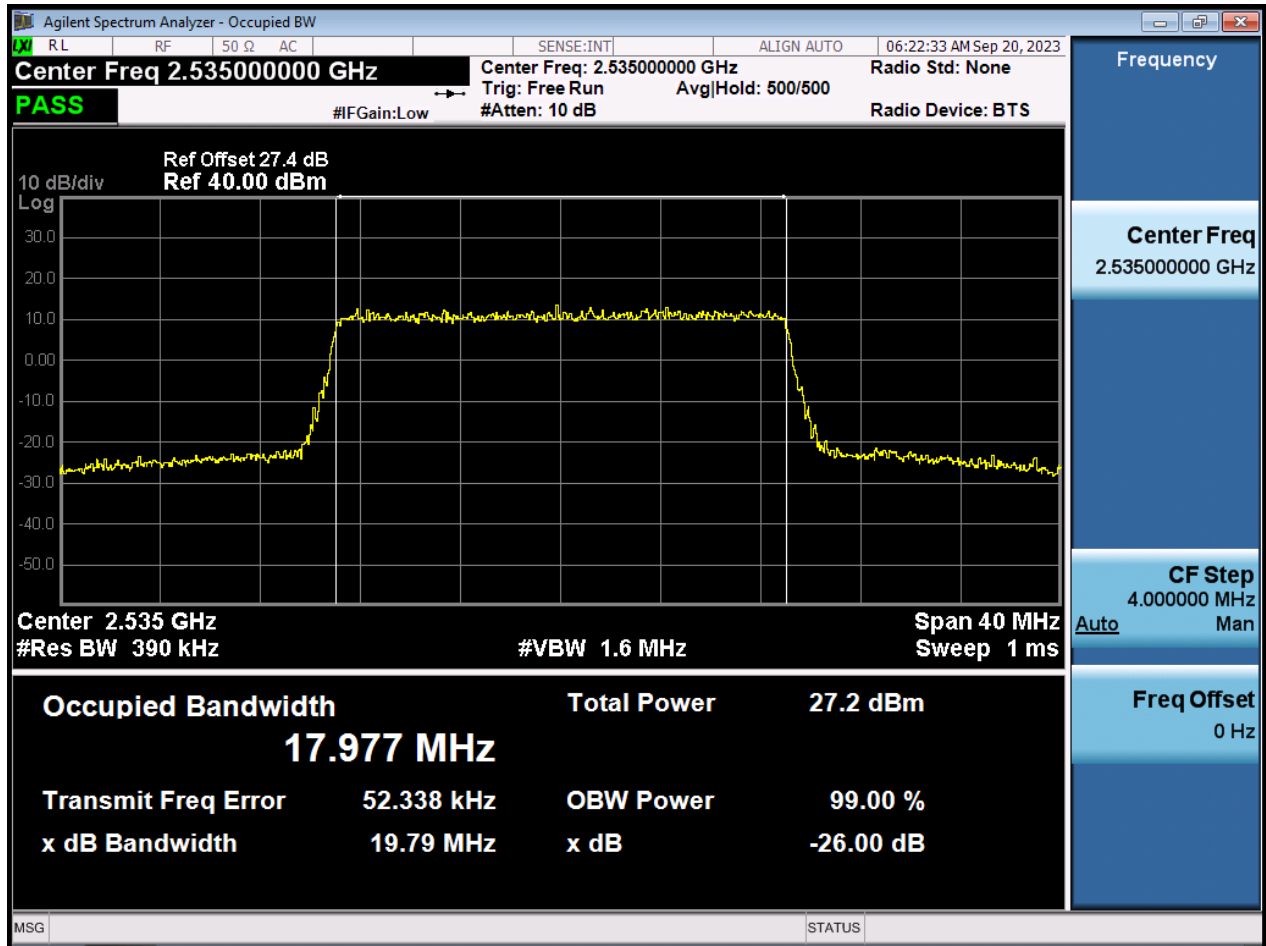 Agilent Spectrum Analyzer - Occupied BW
LXI RL RF 50 Ω AC SENSE:INT ALIGN AUTO 06:22:33 AM Sep 20, 2023
Center Freq 2.535000000 GHz
PASS
#IFGain:Low
Center Freq: 2.535000000 GHz
Trig: Free Run Avg|Hold: 500/500
#Atten: 10 dB
Radio Std: None
Radio Device: BTS
Ref Offset 27.4 dB
10 dB/div Ref 40.00 dBm
Log
30.0
20.0
10.0
0.00
-10.0
-20.0
-30.0
-40.0
-50.0
Center 2.535 GHz Span 40 MHz
#Res BW 390 kHz #VBW 1.6 MHz Sweep 1 ms
Occupied Bandwidth Total Power 27.2 dBm
17.977 MHz
Transmit Freq Error 52.338 kHz OBW Power 99.00 %
x dB Bandwidth 19.79 MHz x dB -26.00 dB
MSG STATUS
Frequency
Center Freq
2.535000000 GHz
CF Step
4.000000 MHz
Auto Man
Freq Offset
0 Hz